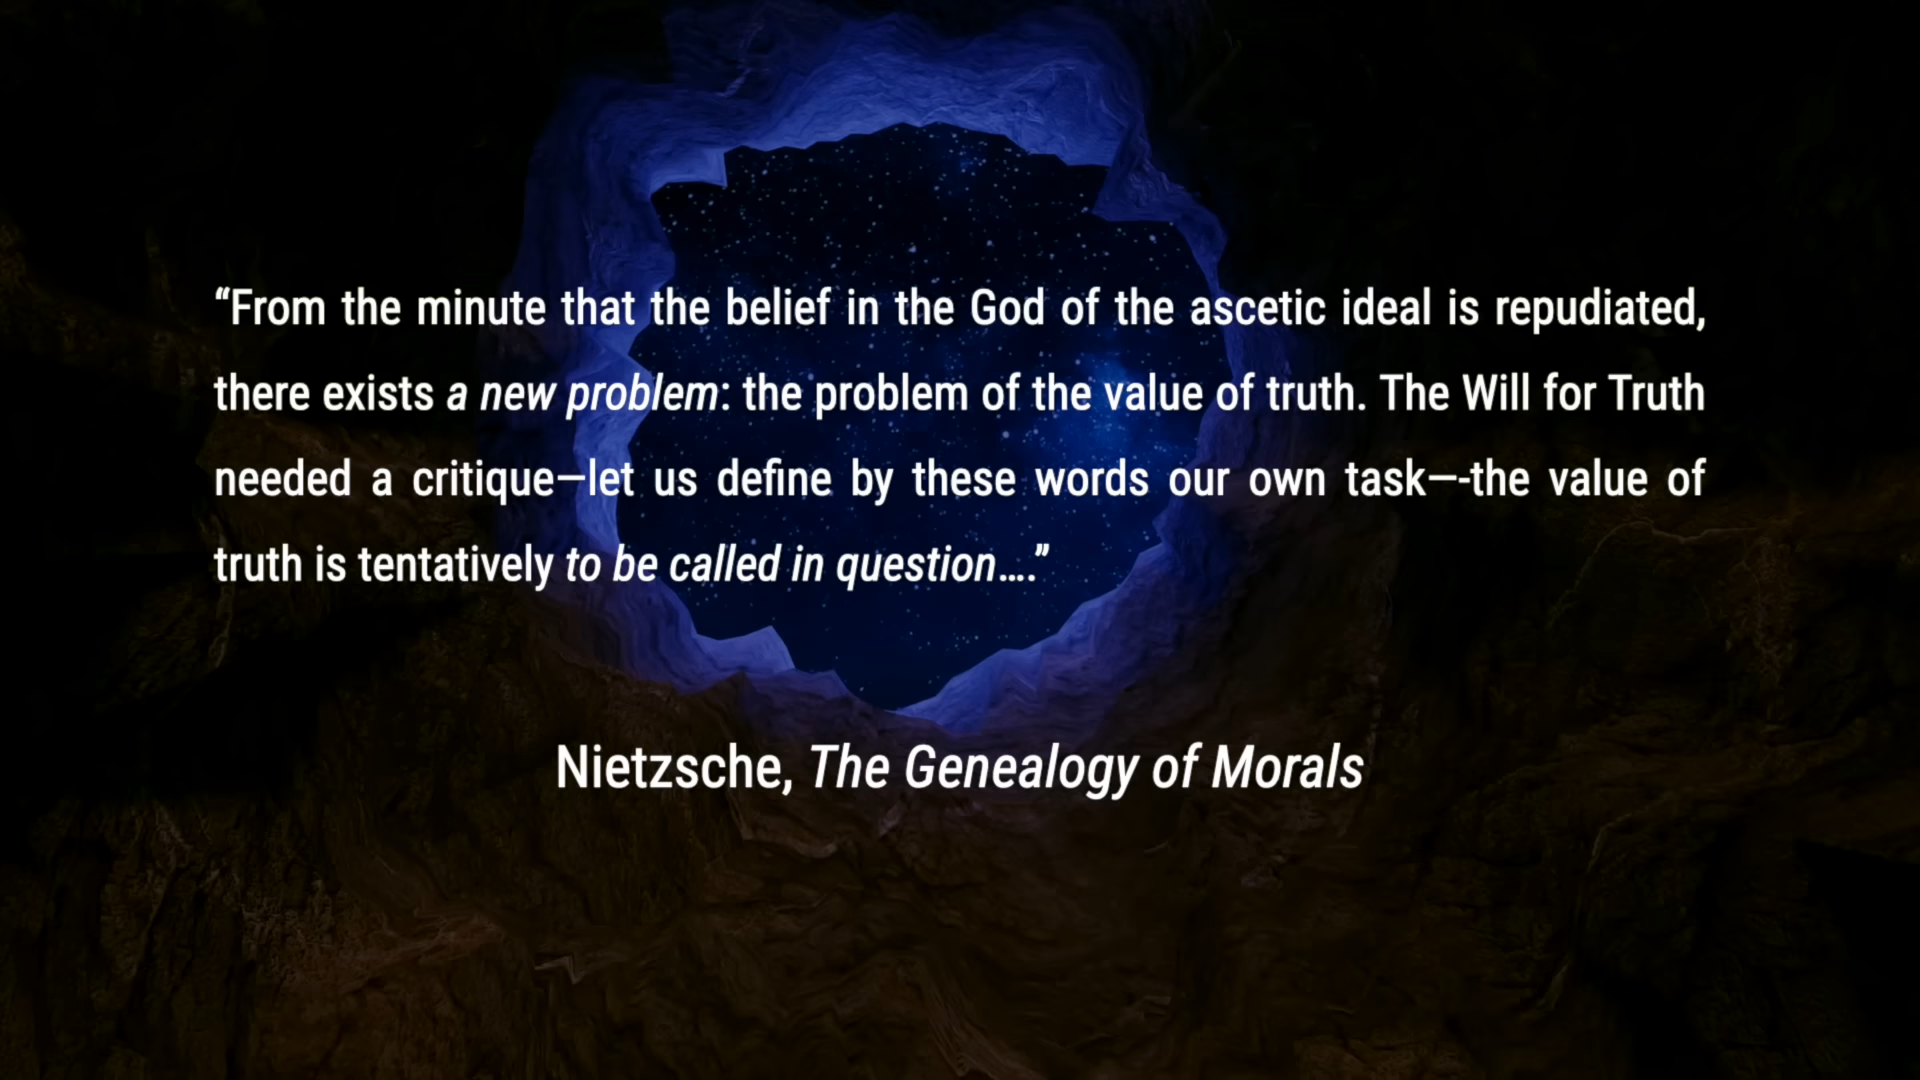 “From the minute that the belief in the God of the ascetic ideal is repudiated,
there exists a new problem: the problem of the value of truth. The Will for Truth
needed a critique—let us define by these words our own task—-the value of
truth is tentatively to be called in question….”
Nietzsche, The Genealogy of Morals